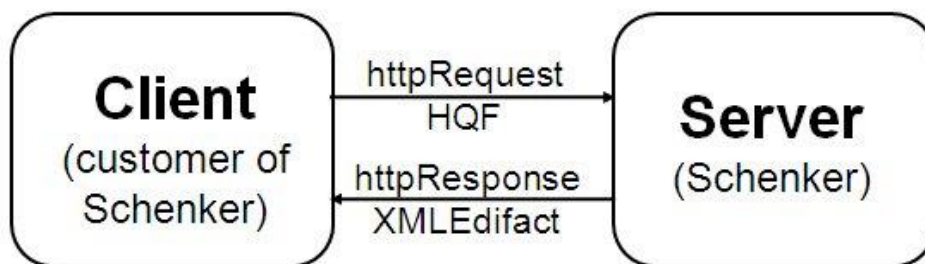 Client
(customer of
Schenker)
httpRequest
HQF
httpResponse
XMLEdifact
Server
(Schenker)